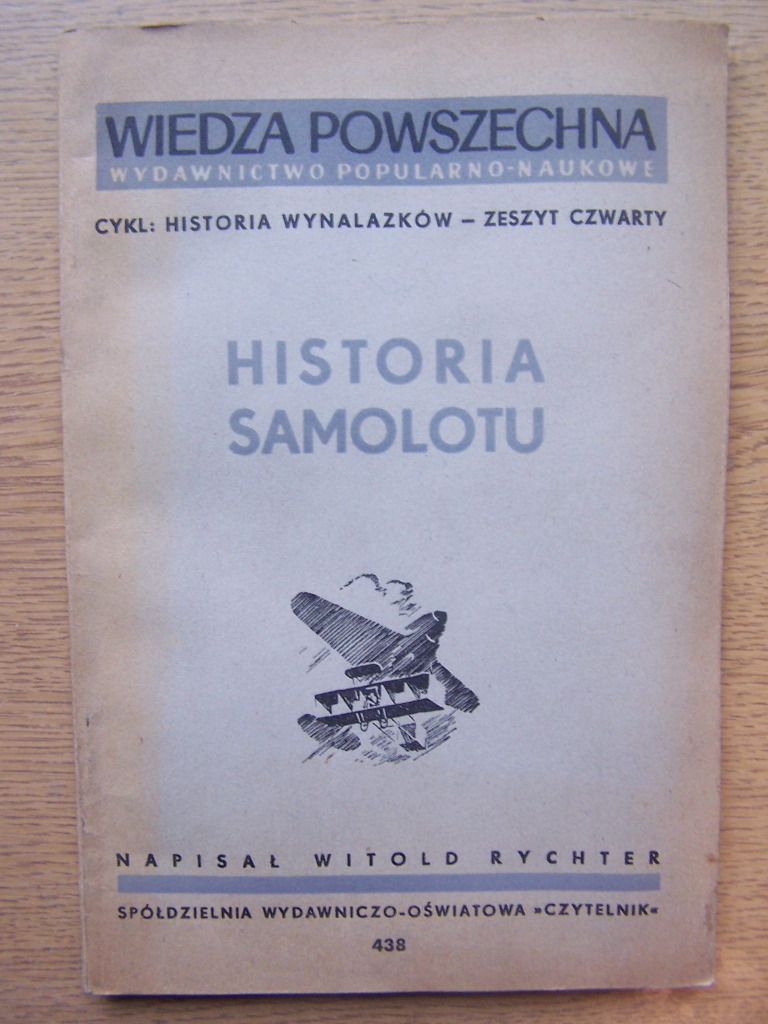 WIEDZA POWSZECHNA
WYDAWNICTWO POPULARNO-NAUKOWE
CYKL: HISTORIA WYNALAZKÓW – ZESZYT CZWARTY
HISTORIA
SAMOLOTU
NAPISAŁ WITOLD RYCHTER
SPÓŁDZIELNIA WYDAWNICZO-OŚWIATOWA »CZYTELNIK«
438